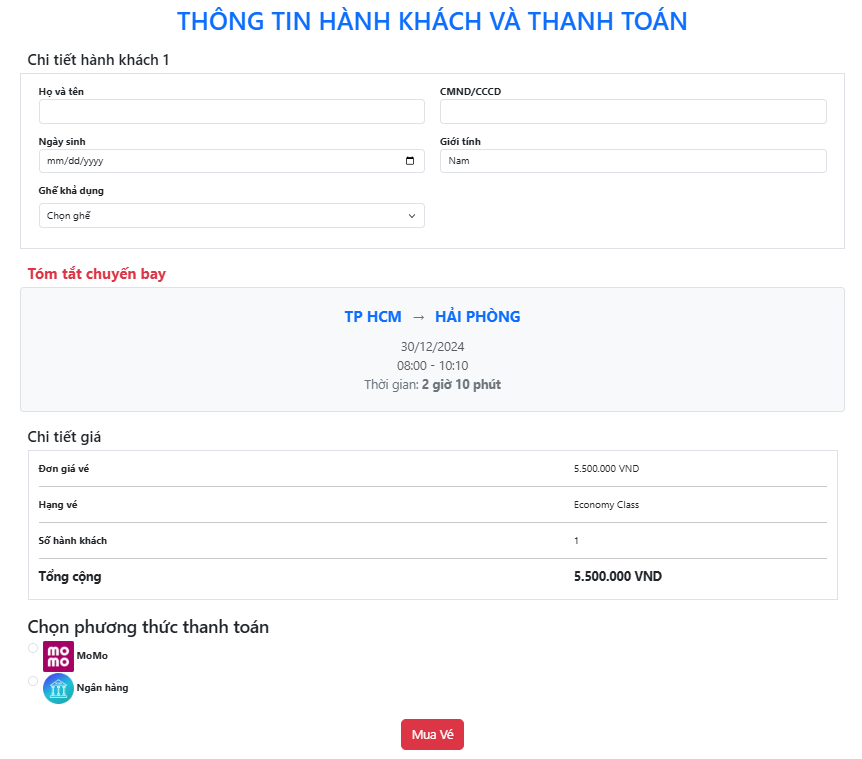 THÔNG TIN HÀNH KHÁCH VÀ THANH TOÁN
Chi tiết hành khách 1
Họ và tên
CMND/CCCD
Ngày sinh
Giới tính
mm/dd/yyyy
Nam
Ghế khả dụng
Chọn ghế
Tóm tắt chuyến bay
TP HCM → HẢI PHÒNG
30/12/2024
08:00 - 10:10
Thời gian: 2 giờ 10 phút
Chi tiết giá
Đơn giá vé 5.500.000 VND
Hạng vé Economy Class
Số hành khách 1
Tổng cộng 5.500.000 VND
Chọn phương thức thanh toán
mo
mo
MoMo
Ngân hàng
Mua Vé